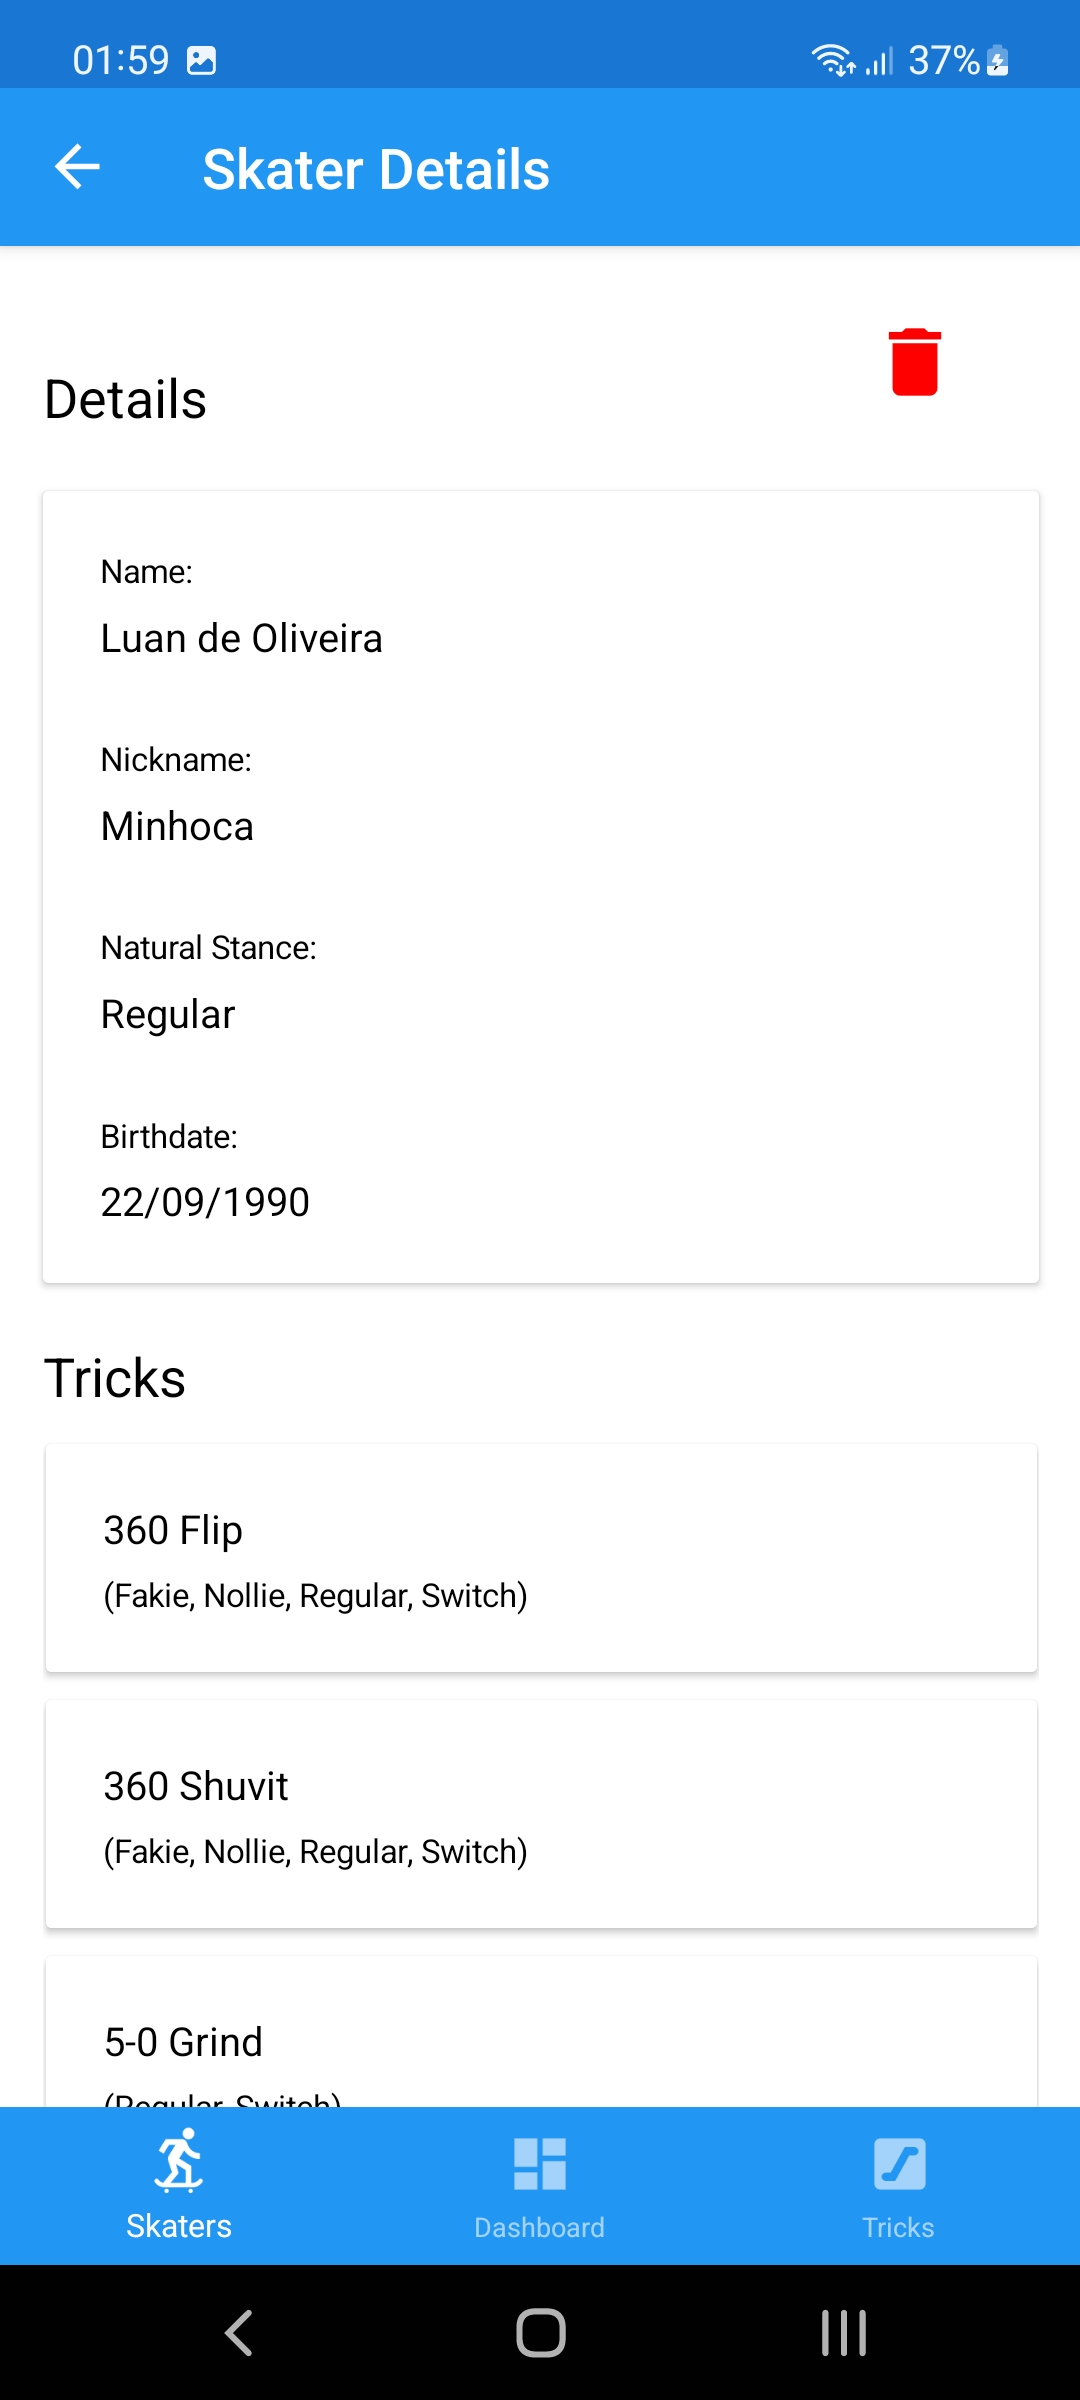 01:59
37%
Skater Details
Details
Name:
Luan de Oliveira
Nickname:
Minhoca
Natural Stance:
Regular
Birthdate:
22/09/1990
Tricks
360 Flip
(Fakie, Nollie, Regular, Switch)
360 Shuvit
(Fakie, Nollie, Regular, Switch)
5-0 Grind
(Regular, Switch)
Skaters
Dashboard
Tricks